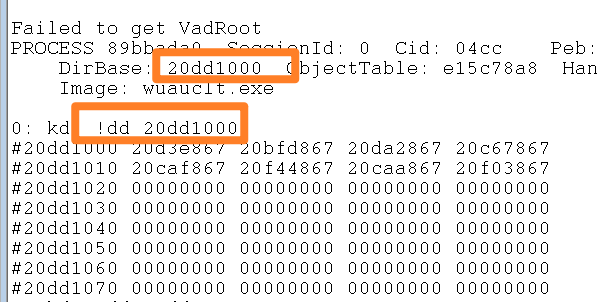 Failed to get VadRoot
PROCESS 89bbada0 SessionId: 0 Cid: 04cc Peb:
DirBase: 20dd1000 ObjectTable: e15c78a8 Han
Image: wuauclt.exe
0: kd !dd 20dd1000
#20dd1000 20d3e867 20bfd867 20da2867 20c67867
#20dd1010 20caf867 20f44867 20caa867 20f03867
#20dd1020 00000000 00000000 00000000 00000000
#20dd1030 00000000 00000000 00000000 00000000
#20dd1040 00000000 00000000 00000000 00000000
#20dd1050 00000000 00000000 00000000 00000000
#20dd1060 00000000 00000000 00000000 00000000
#20dd1070 00000000 00000000 00000000 00000000